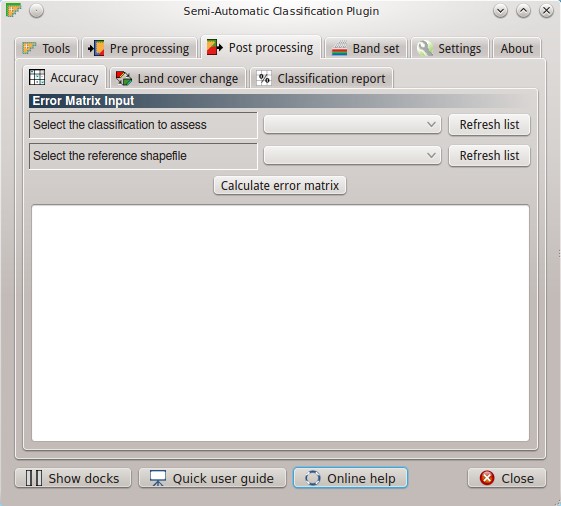 Semi-Automatic Classification Plugin
Tools Pre processing Post processing Band set Settings About
Accuracy Land cover change % Classification report
Error Matrix Input
Select the classification to assess Refresh list
Select the reference shapefile Refresh list
Calculate error matrix
Show docks Quick user guide Online help Close